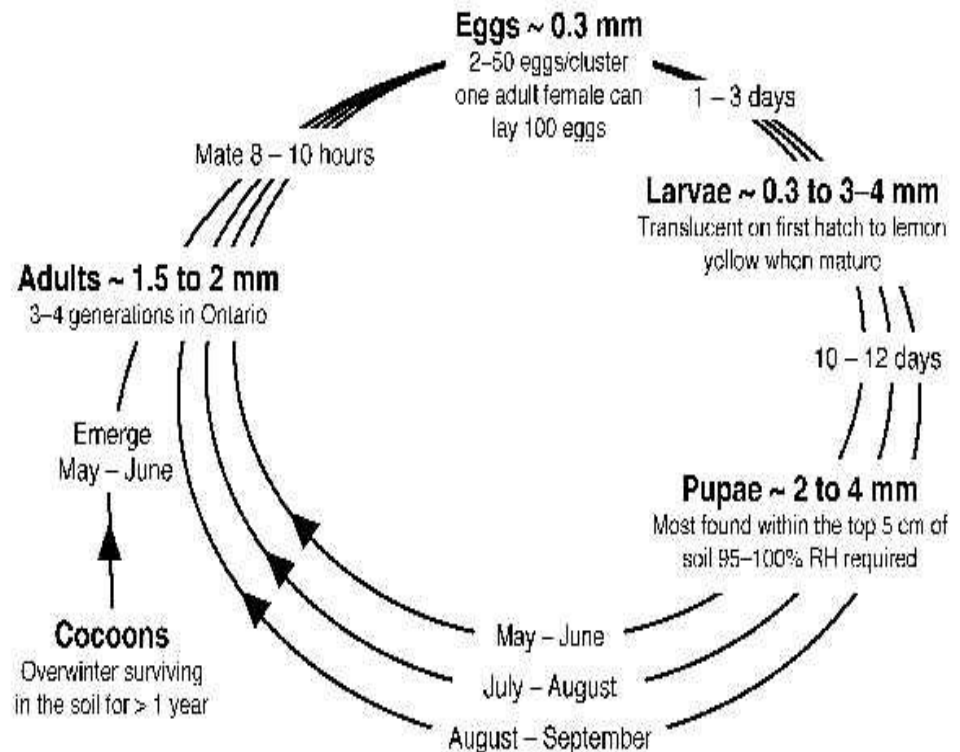 Eggs ~ 0.3 mm
2–50 eggs/cluster
one adult female can
lay 100 eggs
1 – 3 days
Larvae ~ 0.3 to 3–4 mm
Translucent on first hatch to lemon
yellow when mature
10 – 12 days
Pupae ~ 2 to 4 mm
Most found within the top 5 cm of
soil 95–100% RH required
May – June
July – August
August – September
Cocoons
Overwinter surviving
in the soil for > 1 year
Emerge
May – June
Adults ~ 1.5 to 2 mm
3–4 generations in Ontario
Mate 8 – 10 hours